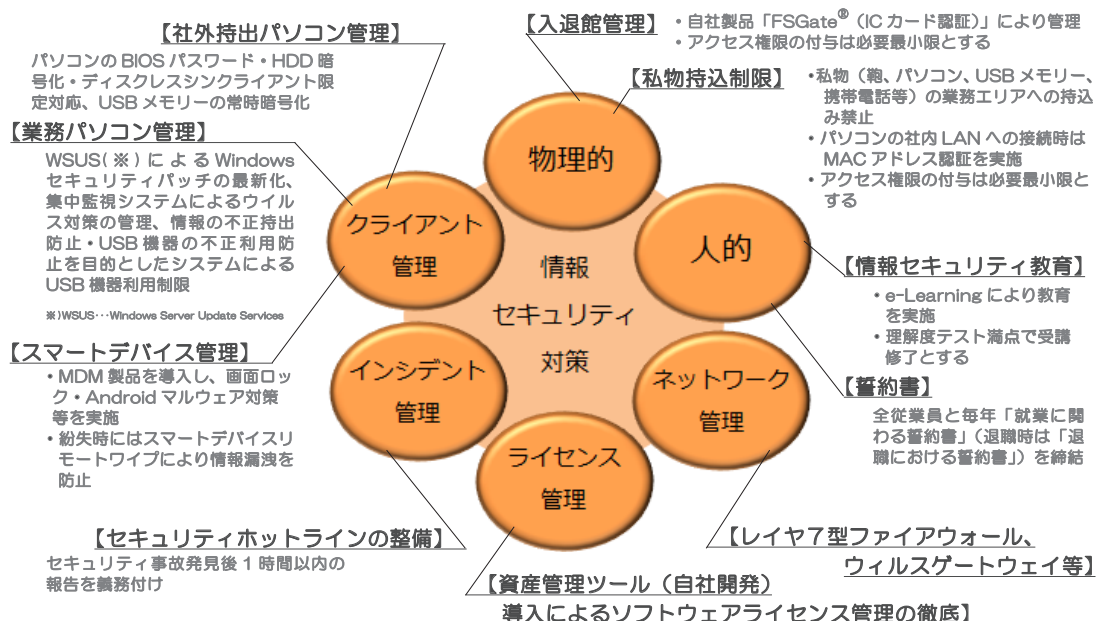 【社外持出パソコン管理】
パソコンの BIOS パスワード・HDD 暗
号化・ディスクレスシンクライアント限
定対応、USB メモリーの常時暗号化
【業務パソコン管理】
WSUS(※)による Windows
セキュリティパッチの最新化、
集中監視システムによるウイル
ス対策の管理、情報の不正持出
防止・USB 機器の不正利用防
止を目的としたシステムによる
USB 機器利用制限
※)WSUS･･･Windows Server Update Services
【スマートデバイス管理】
・MDM 製品を導入し、画面ロッ
ク・Android マルウェア対策
等を実施
・紛失時にはスマートデバイスリ
モートワイプにより情報漏洩を
防止
【セキュリティホットラインの整備】
セキュリティ事故発見後 1 時間以内の
報告を義務付け
【入退館管理】
・自社製品「FSGate®（IC カード認証）」により管理
・アクセス権限の付与は必要最小限とする
【私物持込制限】
・私物（鞄、パソコン、USB メモリー、
携帯電話等）の業務エリアへの持込
み禁止
・パソコンの社内 LAN への接続時は
MAC アドレス認証を実施
・アクセス権限の付与は必要最小限と
する
物理的
クライアント
管理
人的
情報
セキュリティ
対策
インシデント
管理
ネットワーク
管理
ライセンス
管理
【情報セキュリティ教育】
・e-Learning により教育
を実施
・理解度テスト満点で受講
修了とする
【誓約書】
全従業員と毎年「就業に関
わる誓約書」（退職時は「退
職における誓約書」）を締結
【レイヤ７型ファイアウォール、
ウィルスゲートウェイ等】
【資産管理ツール（自社開発）
導入によるソフトウェアライセンス管理の徹底】